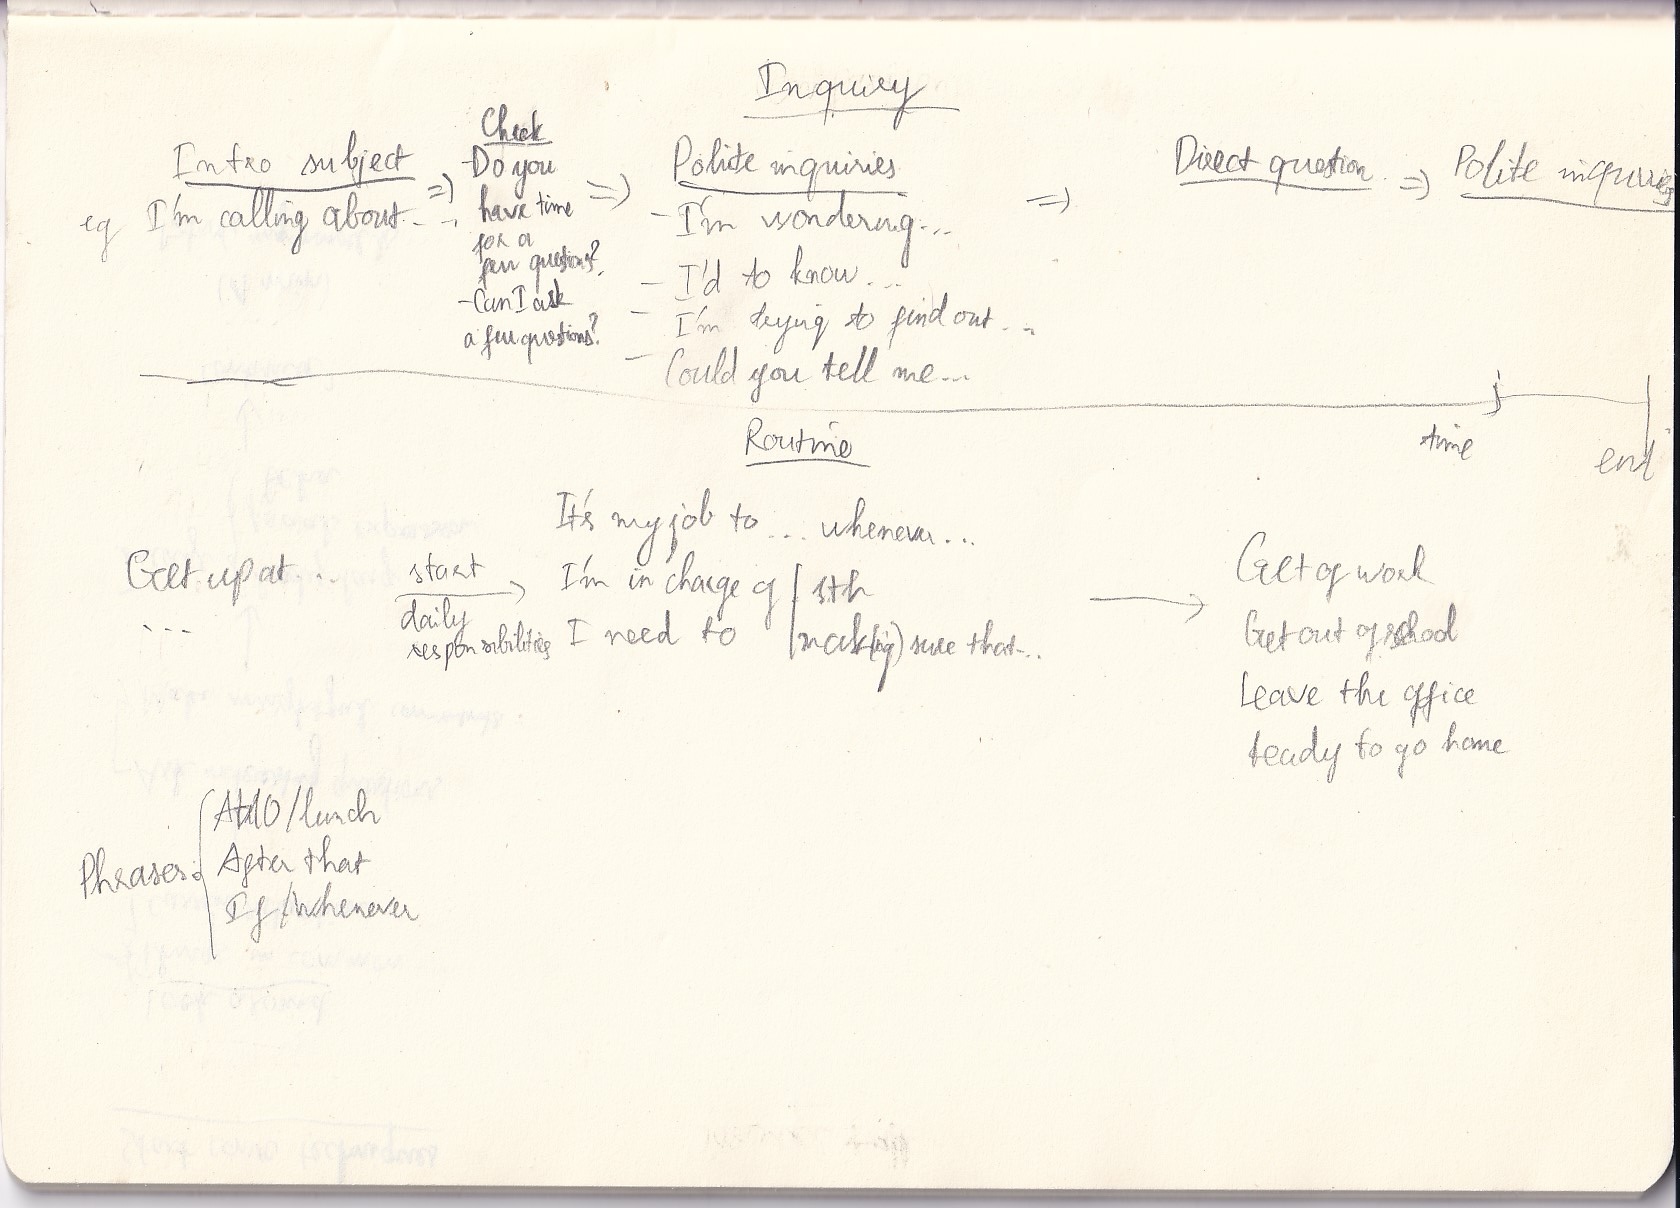 Inquiry
Intro subject
eg I'm calling about...
=>
Check
-Do you
have time
for a
few questions?
-Can I ask
a few questions?
=>
Polite inquiries
- I'm wondering...
- I'd to know...
- I'm trying to find out...
- Could you tell me...
=>
Direct question
=>
Polite inquiries
time
end
Routine
Get up at...
...
start
daily
responsibilities
It's my job to ... whenever...
I'm in charge of
I need to
sth
mak(ing) sure that...
Get of work
Get out of school
Leave the office
ready to go home
Phrases:
At 10/lunch
After that
If/whenever